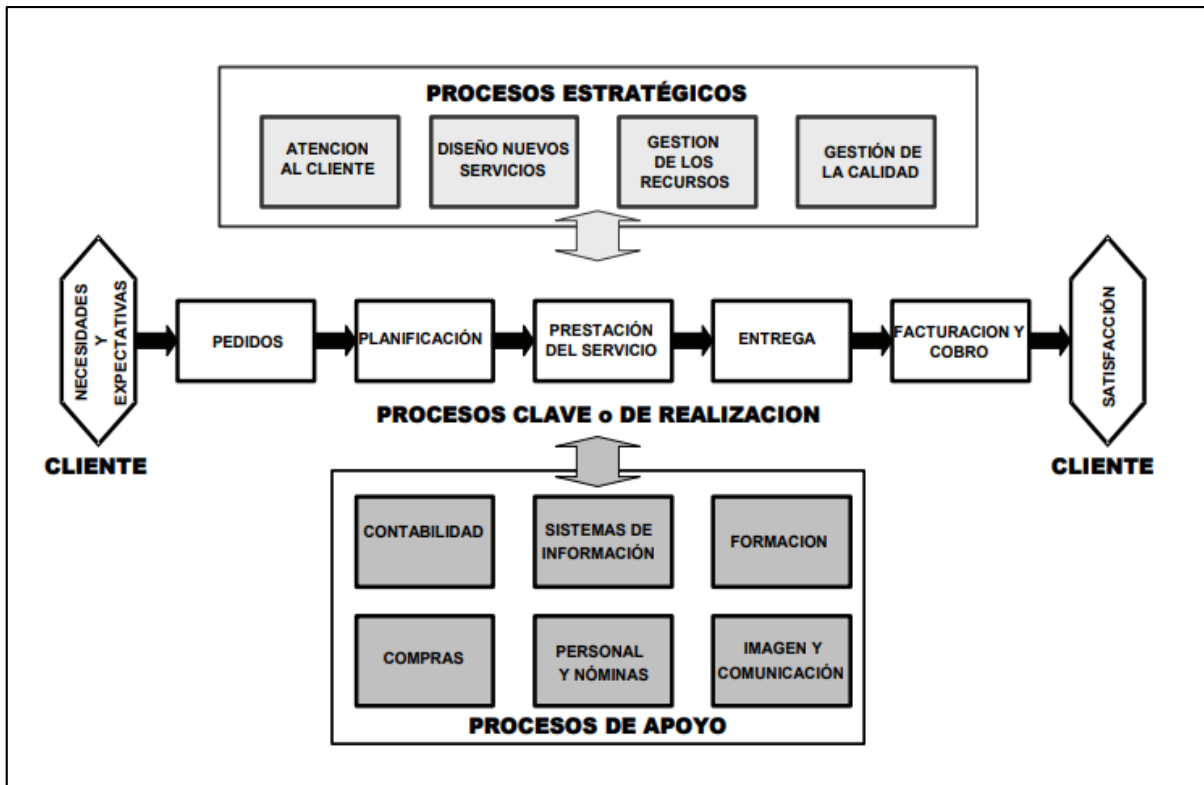 PROCESOS ESTRATÉGICOS
ATENCION
AL CLIENTE
DISEÑO NUEVOS
SERVICIOS
GESTION
DE LOS
RECURSOS
GESTIÓN DE
LA CALIDAD
NECESIDADES
Y
EXPECTATIVAS
CLIENTE
PEDIDOS
PLANIFICACIÓN
PRESTACIÓN
DEL SERVICIO
ENTREGA
FACTURACION Y
COBRO
SATISFACCIÓN
CLIENTE
PROCESOS CLAVE o DE REALIZACION
CONTABILIDAD
SISTEMAS DE
INFORMACIÓN
FORMACION
COMPRAS
PERSONAL
Y NÓMINAS
IMAGEN Y
COMUNICACIÓN
PROCESOS DE APOYO